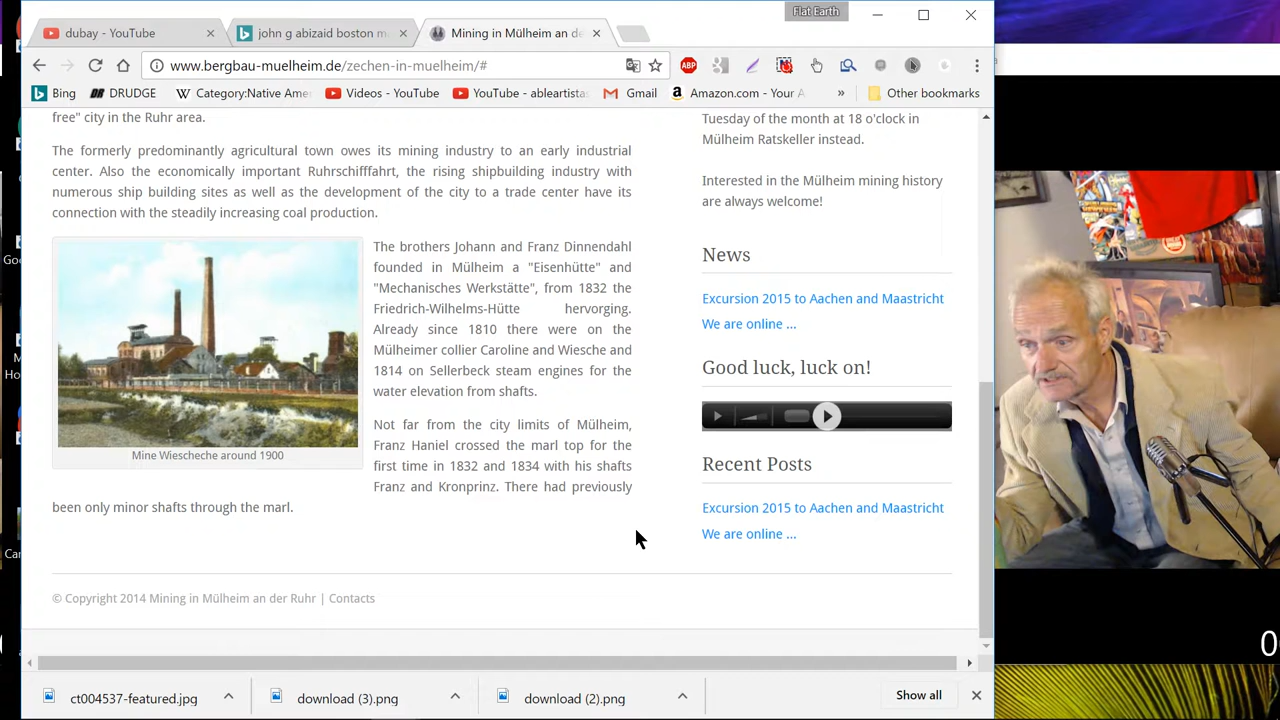 Flat Earth
dubay - YouTube
john g abizaid boston m
Mining in Mülheim an de
www.bergbau-muelheim.de/zechen-in-muelheim/#
ABP
Bing
DRUDGE
Category:Native Ame
Videos - YouTube
YouTube - ableartista
Gmail
Amazon.com - Your A
»
Other bookmarks
free" city in the Ruhr area.
The formerly predominantly agricultural town owes its mining industry to an early industrial
center. Also the economically important Ruhrschifffahrt, the rising shipbuilding industry with
numerous ship building sites as well as the development of the city to a trade center have its
connection with the steadily increasing coal production.
The brothers Johann and Franz Dinnendahl
founded in Mülheim a "Eisenhütte" and
"Mechanisches Werkstätte", from 1832 the
Friedrich-Wilhelms-Hütte hervorging.
Already since 1810 there were on the
Mülheimer collier Caroline and Wiesche and
1814 on Sellerbeck steam engines for the
water elevation from shafts.
Mine Wiescheche around 1900
Not far from the city limits of Mülheim,
Franz Haniel crossed the marl top for the
first time in 1832 and 1834 with his shafts
Franz and Kronprinz. There had previously
been only minor shafts through the marl.
Tuesday of the month at 18 o'clock in
Mülheim Ratskeller instead.
Interested in the Mülheim mining history
are always welcome!
News
Excursion 2015 to Aachen and Maastricht
We are online ...
Good luck, luck on!
Recent Posts
Excursion 2015 to Aachen and Maastricht
We are online ...
© Copyright 2014 Mining in Mülheim an der Ruhr | Contacts
ct004537-featured.jpg
download (3).png
download (2).png
Show all
Goo
Ho
Car
0